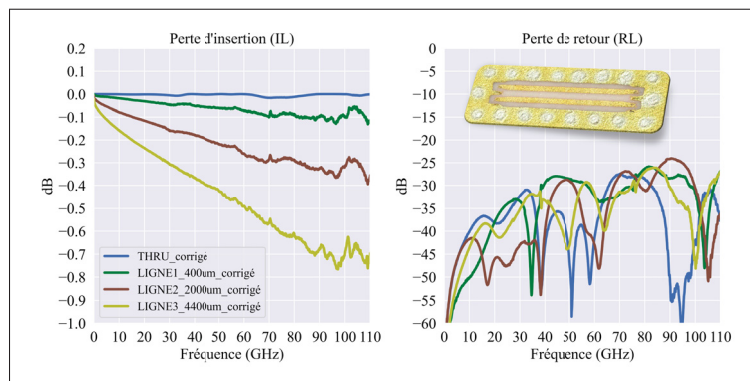 Perte d'insertion (IL)
0.2
0.1
0.0
−0.1
−0.2
−0.3
−0.4
−0.5
−0.6
−0.7
−0.8
−0.9
−1.0
dB
THRU_corrigé
LIGNE1_400um_corrigé
LIGNE2_2000um_corrigé
LIGNE3_4400um_corrigé
0 10 20 30 40 50 60 70 80 90 100 110
Fréquence (GHz)
Perte de retour (RL)
0
−5
−10
−15
−20
−25
−30
−35
−40
−45
−50
−55
−60
dB
0 10 20 30 40 50 60 70 80 90 100 110
Fréquence (GHz)